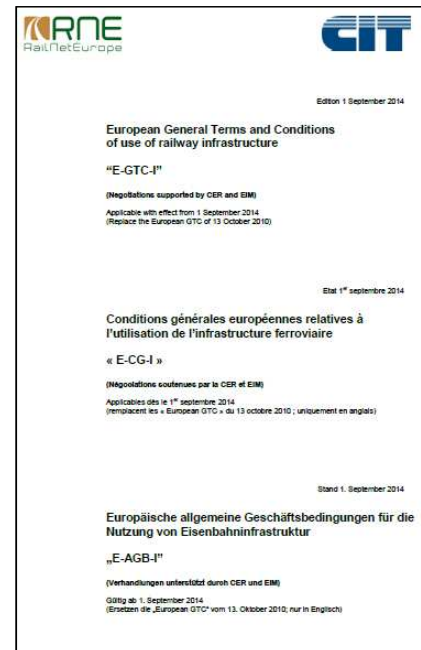 RNE
RailNetEurope
CIT
Edition 1 September 2014
European General Terms and Conditions
of use of railway infrastructure
“E-GTC-I”
(Negotiations supported by CER and EIM)
Applicable with effect from 1 September 2014
(Replace the European GTC of 13 October 2010)
Etat 1er septembre 2014
Conditions générales européennes relatives à
l’utilisation de l’infrastructure ferroviaire
« E-CG-I »
(Négociations soutenues par la CER et EIM)
Applicables dès le 1er septembre 2014
(remplacent les « European GTC » du 13 octobre 2010 ; uniquement en anglais)
Stand 1. September 2014
Europäische allgemeine Geschäftsbedingungen für die
Nutzung von Eisenbahninfrastruktur
„E-AGB-I”
(Verhandlungen unterstützt durch CER und EIM)
Gültig ab 1. September 2014
(Ersetzen die „European GTC“ vom 13. Oktober 2010; nur in Englisch)